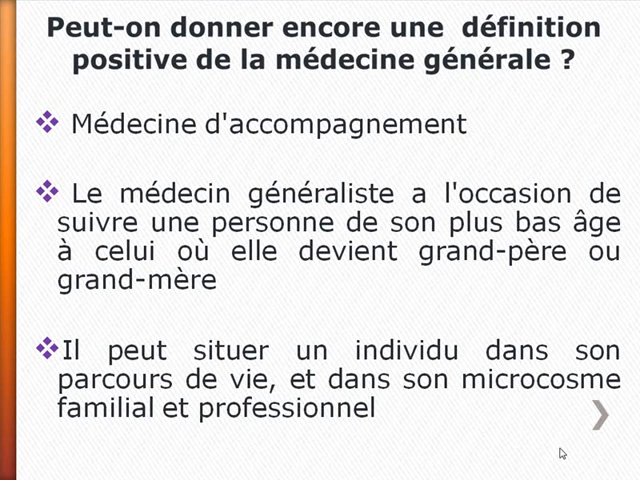 Peut-on donner encore une définition
positive de la médecine générale ?
Médecine d'accompagnement
Le médecin généraliste a l'occasion de
suivre une personne de son plus bas âge
à celui où elle devient grand-père ou
grand-mère
Il peut situer un individu dans son
parcours de vie, et dans son microcosme
familial et professionnel